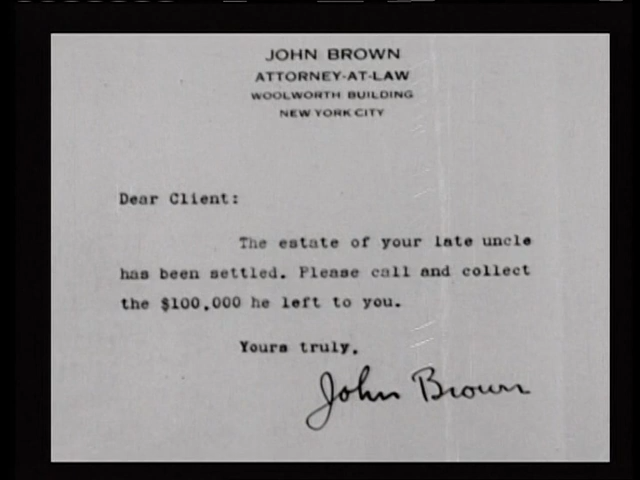 JOHN BROWN
ATTORNEY-AT-LAW
WOOLWORTH BUILDING
NEW YORK CITY
Dear Client:
The estate of your late uncle
has been settled. Please call and collect
the $100,000 he left to you.
Yours truly,
John Brown